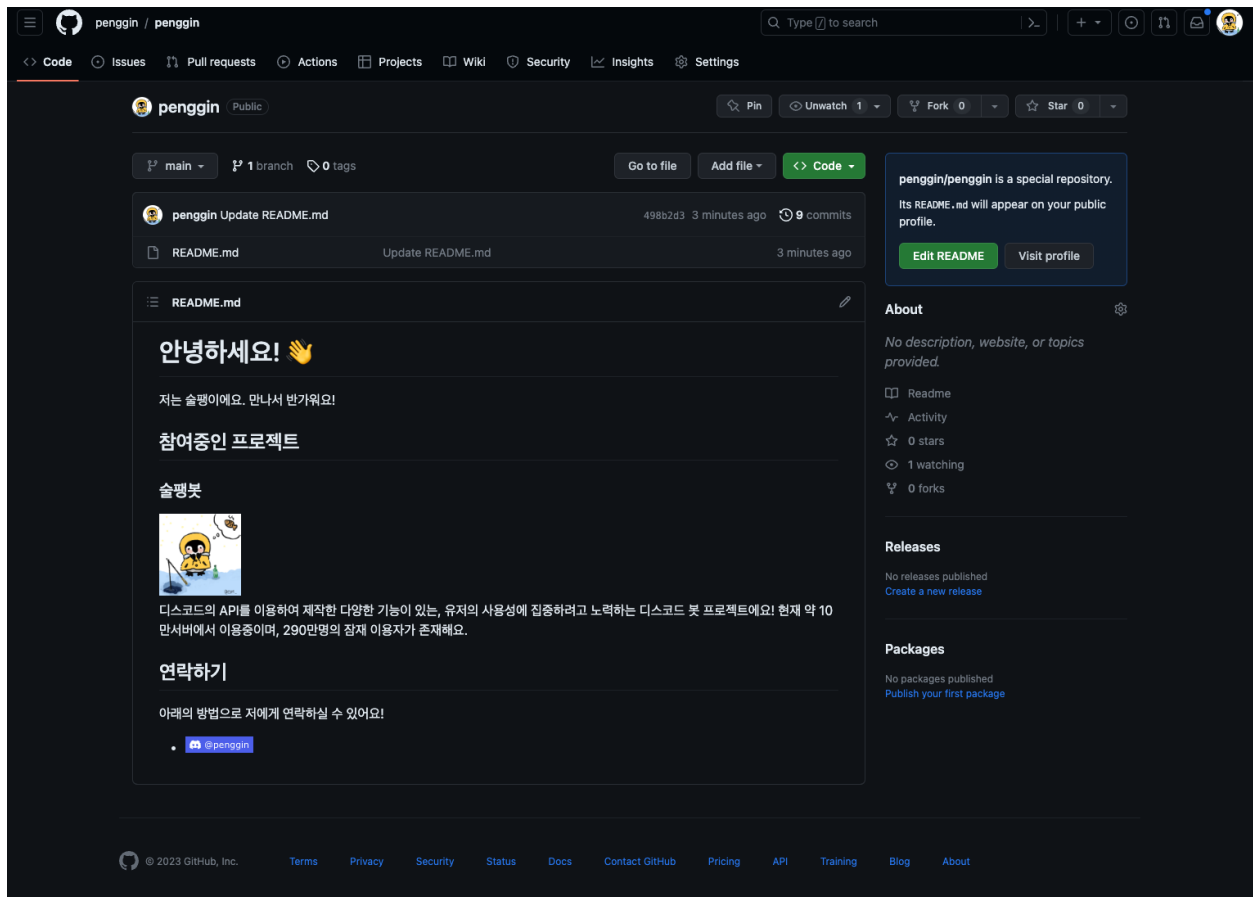 penggin / penggin
Type / to search
Code
Issues
Pull requests
Actions
Projects
Wiki
Security
Insights
Settings
penggin Public
Pin
Unwatch 1
Fork 0
Star 0
main
1 branch
0 tags
Go to file
Add file
Code
penggin Update README.md
498b2d3 3 minutes ago
9 commits
README.md
Update README.md
3 minutes ago
README.md
안녕하세요! 👋
저는 술팽이에요. 만나서 반가워요!
참여중인 프로젝트
술팽봇
디스코드의 API를 이용하여 제작한 다양한 기능이 있는, 유저의 사용성에 집중하려고 노력하는 디스코드 봇 프로젝트에요! 현재 약 10
만서버에서 이용중이며, 290만명의 잠재 이용자가 존재해요.
연락하기
아래의 방법으로 저에게 연락하실 수 있어요!
@penggin
penggin/penggin is a special repository.
Its README.md will appear on your public
profile.
Edit README
Visit profile
About
No description, website, or topics
provided.
Readme
Activity
0 stars
1 watching
0 forks
Releases
No releases published
Create a new release
Packages
No packages published
Publish your first package
© 2023 GitHub, Inc.
Terms
Privacy
Security
Status
Docs
Contact GitHub
Pricing
API
Training
Blog
About